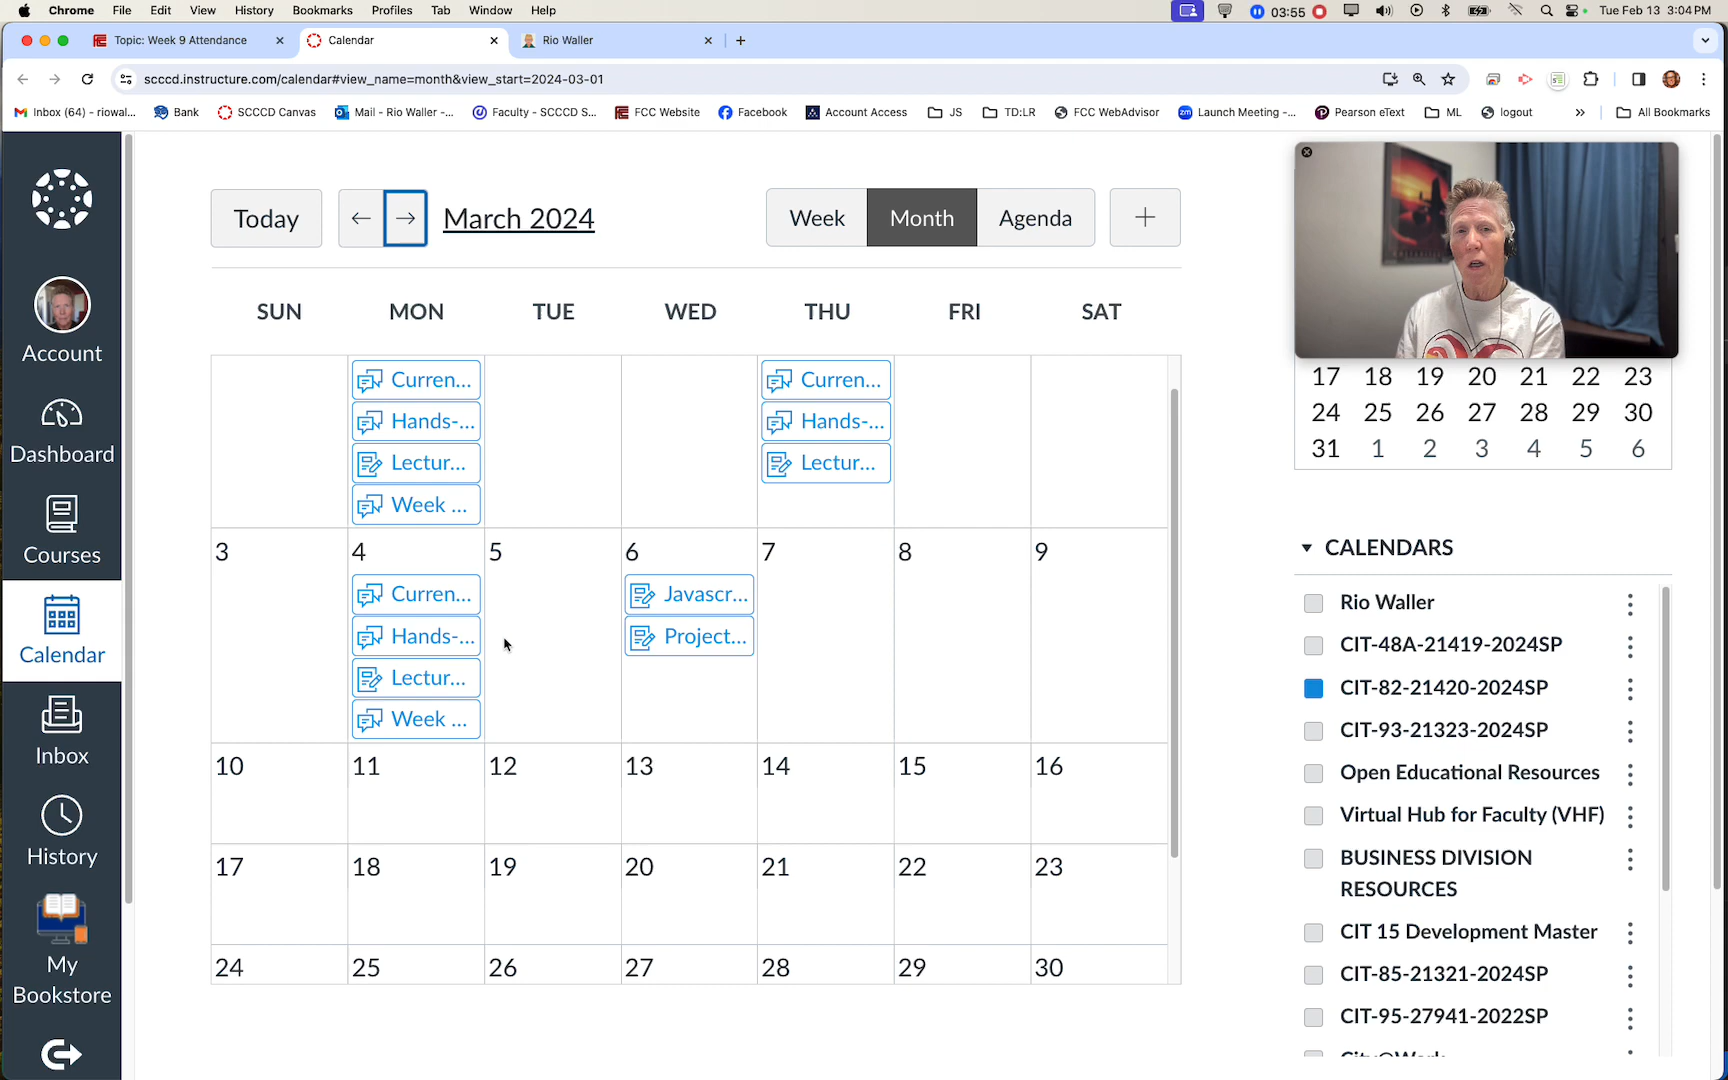 Chrome File Edit View History Bookmarks Profiles Tab Window Help 03:55 Tue Feb 13 3:04 PM
Topic: Week 9 Attendance Calendar Rio Waller
scccd.instructure.com/calendar#view_name=month&view_start=2024-03-01
Inbox (64) - riowal... Bank SCCCD Canvas Mail - Rio Waller -... Faculty - SCCCD S... FCC Website Facebook Account Access JS TD:LR FCC WebAdvisor Launch Meeting -... Pearson eText ML logout All Bookmarks
Account
Dashboard
Courses
Calendar
Inbox
History
My
Bookstore
Today ← → March 2024 Week Month Agenda +
SUN MON TUE WED THU FRI SAT
Curren... Curren...
Hands-... Hands-...
Lectur... Lectur...
Week ...
3 4 5 6 7 8 9
Curren... Javascr...
Hands-... Project...
Lectur...
Week ...
10 11 12 13 14 15 16
17 18 19 20 21 22 23
24 25 26 27 28 29 30
17 18 19 20 21 22 23
24 25 26 27 28 29 30
31 1 2 3 4 5 6
CALENDARS
Rio Waller
CIT-48A-21419-2024SP
CIT-82-21420-2024SP
CIT-93-21323-2024SP
Open Educational Resources
Virtual Hub for Faculty (VHF)
BUSINESS DIVISION
RESOURCES
CIT 15 Development Master
CIT-85-21321-2024SP
CIT-95-27941-2022SP